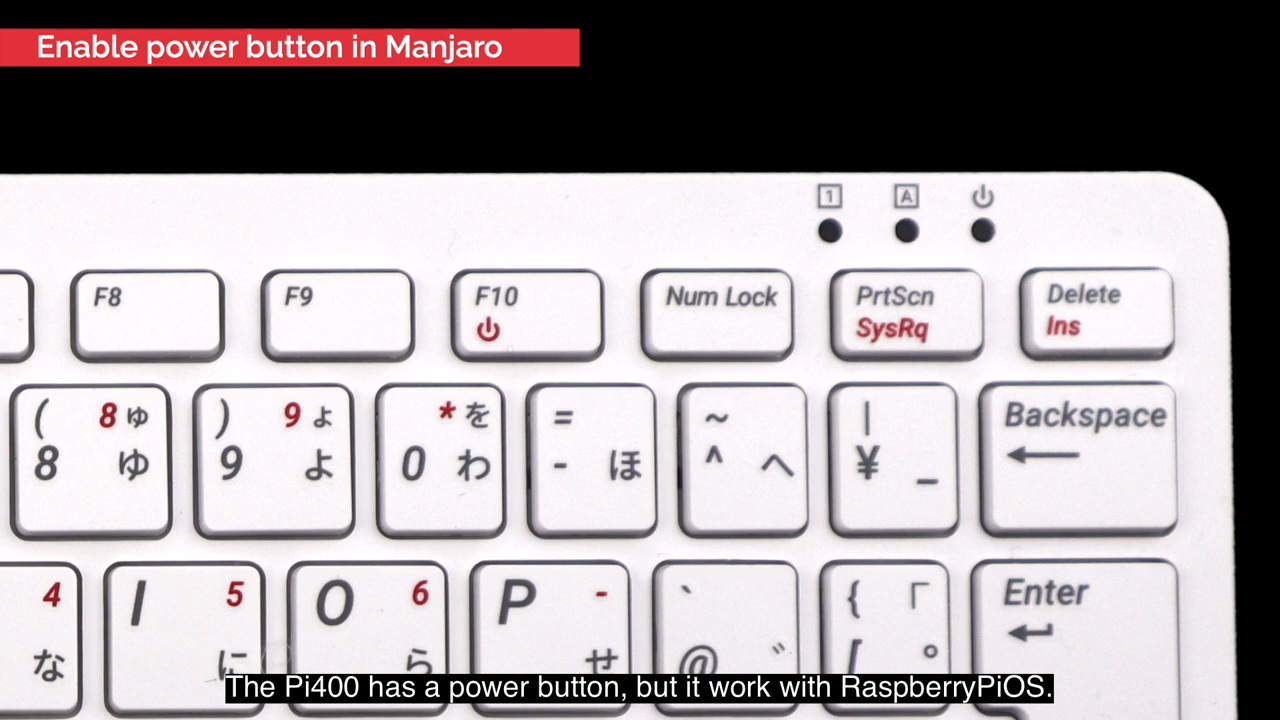 Enable power button in Manjaro
1 A
F8 F9 F10 Num Lock PrtScn Delete
SysRq Ins
( 8 ゅ ) 9 ょ * を = ~ | Backspace
8 ゆ 9 よ 0 わ - ほ ^ へ ¥ _
4 I 5 O 6 P - ` { 「 Enter
な に ら せ @ ゛ [ ゜
The Pi400 has a power button, but it work with RaspberryPiOS.